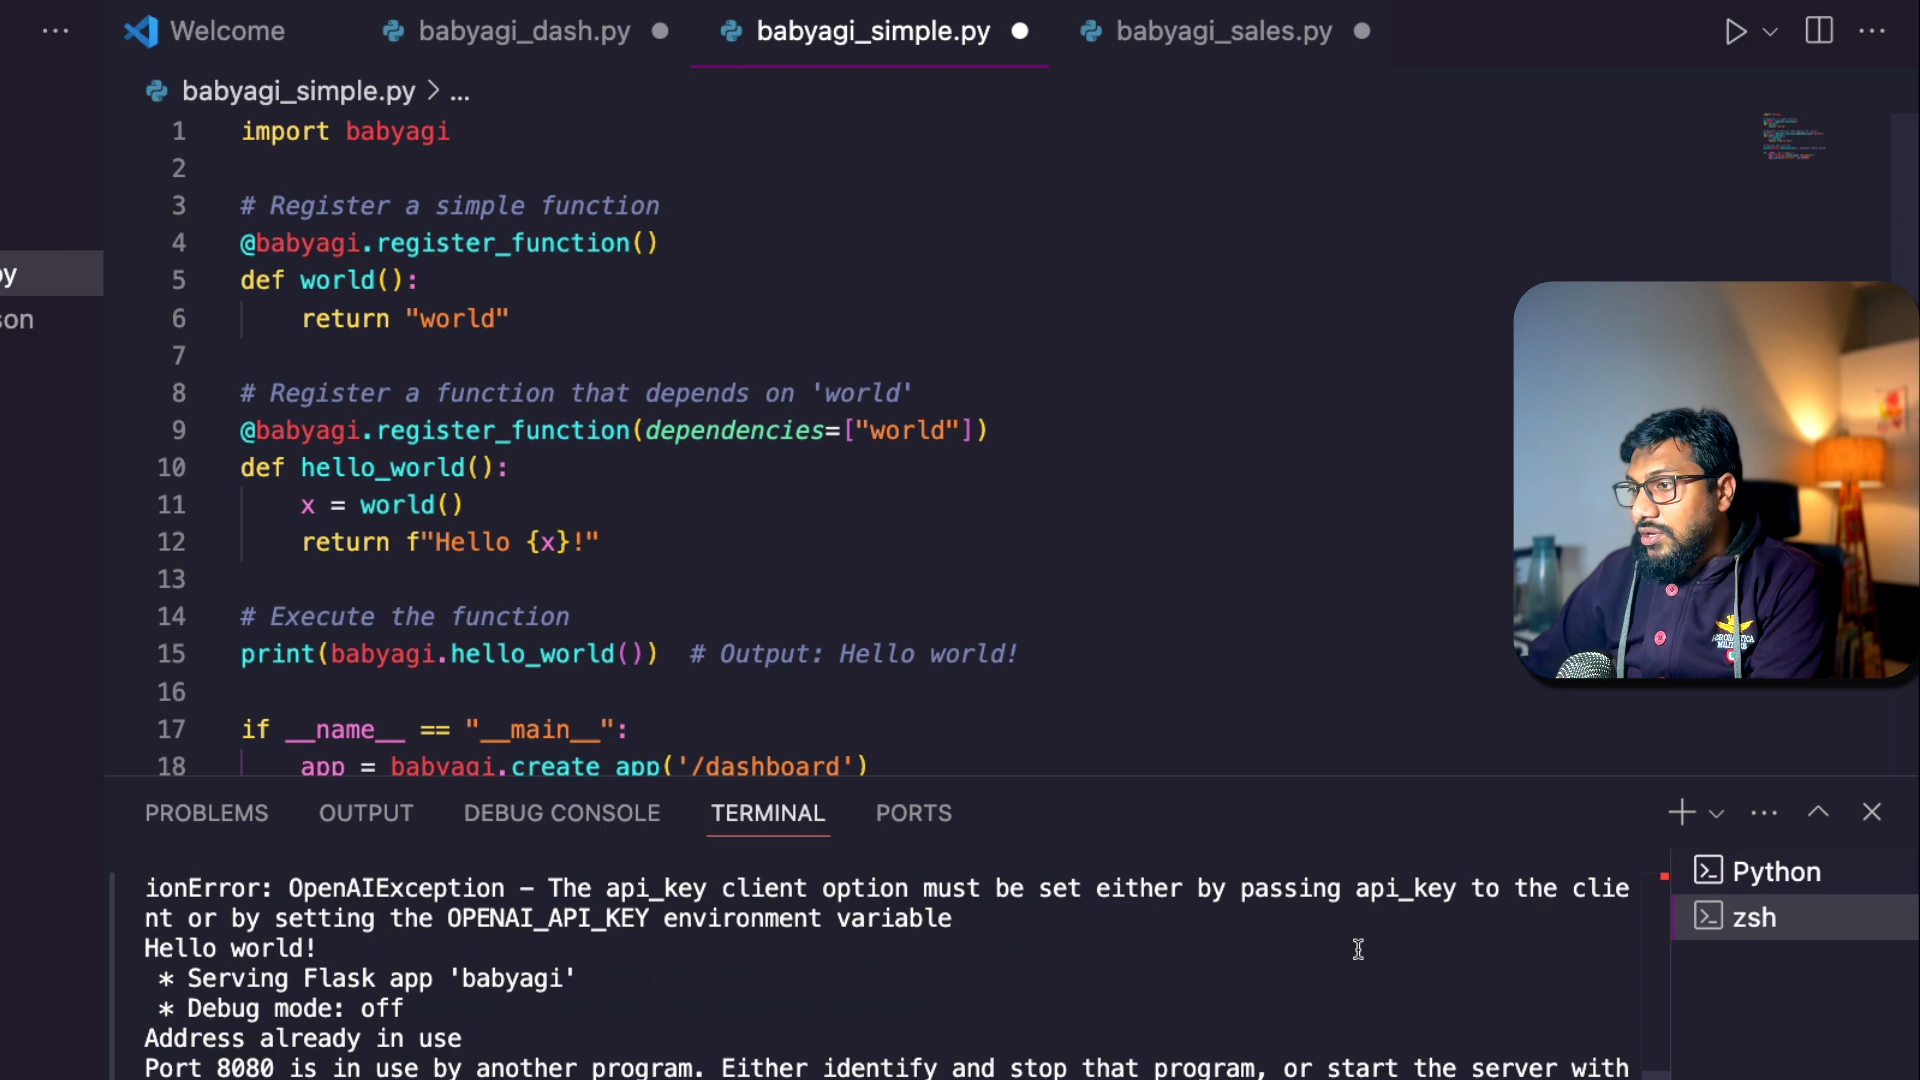 Welcome
babyagi_dash.py
babyagi_simple.py
babyagi_sales.py
babyagi_simple.py > ...
py
son
1 import babyagi
2
3 # Register a simple function
4 @babyagi.register_function()
5 def world():
6 return "world"
7
8 # Register a function that depends on 'world'
9 @babyagi.register_function(dependencies=["world"])
10 def hello_world():
11 x = world()
12 return f"Hello {x}!"
13
14 # Execute the function
15 print(babyagi.hello_world()) # Output: Hello world!
16
17 if __name__ == "__main__":
18 app = babyagi.create_app('/dashboard')
PROBLEMS OUTPUT DEBUG CONSOLE TERMINAL PORTS
Python
zsh
ionError: OpenAIException – The api_key client option must be set either by passing api_key to the clie
nt or by setting the OPENAI_API_KEY environment variable
Hello world!
* Serving Flask app 'babyagi'
* Debug mode: off
Address already in use
Port 8080 is in use by another program. Either identify and stop that program, or start the server with